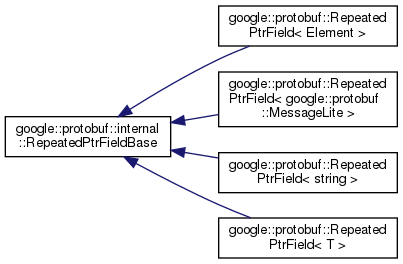 google::protobuf::Repeated
PtrField< Element >
google::protobuf::Repeated
PtrField< google::protobuf
::MessageLite >
google::protobuf::internal
::RepeatedPtrFieldBase
google::protobuf::Repeated
PtrField< string >
google::protobuf::Repeated
PtrField< T >